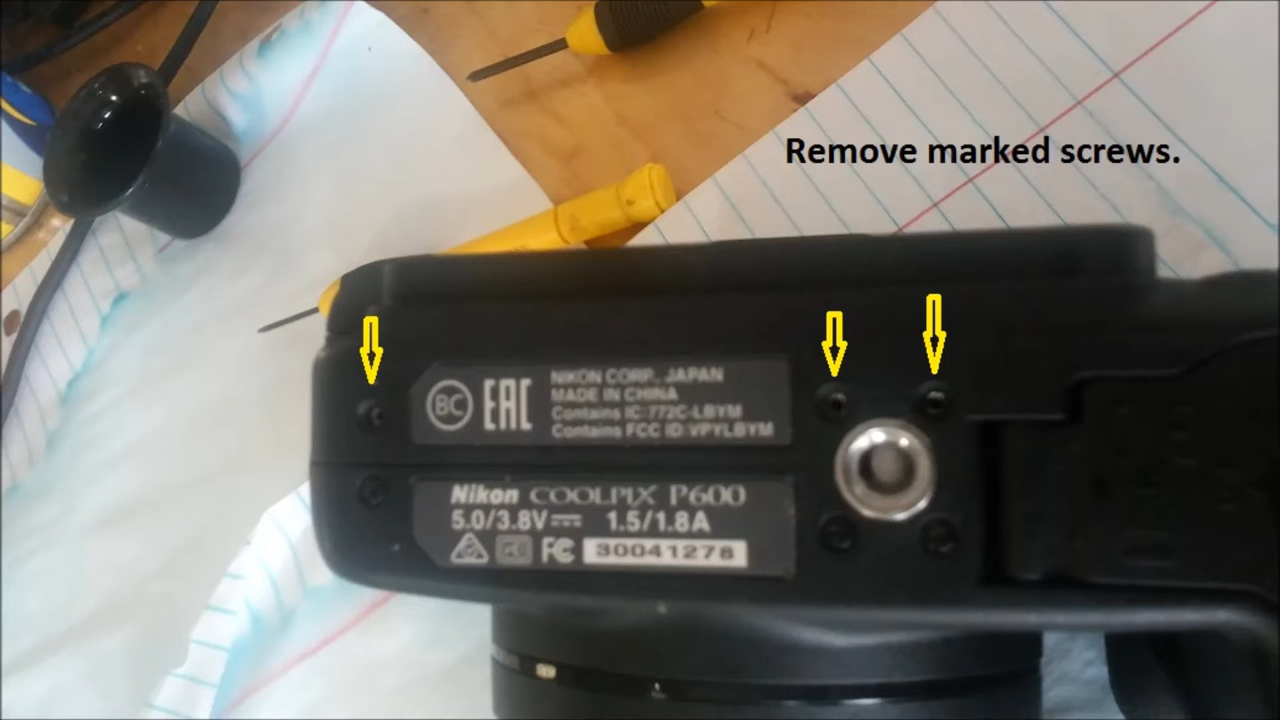 Remove marked screws.
BC EAC
NIKON CORP., JAPAN
MADE IN CHINA
Contains IC:772C-LBYM
Contains FCC ID:VPYLBYM
Nikon COOLPIX P600
5.0/3.8V⎓ 1.5/1.8A
FC 30041278